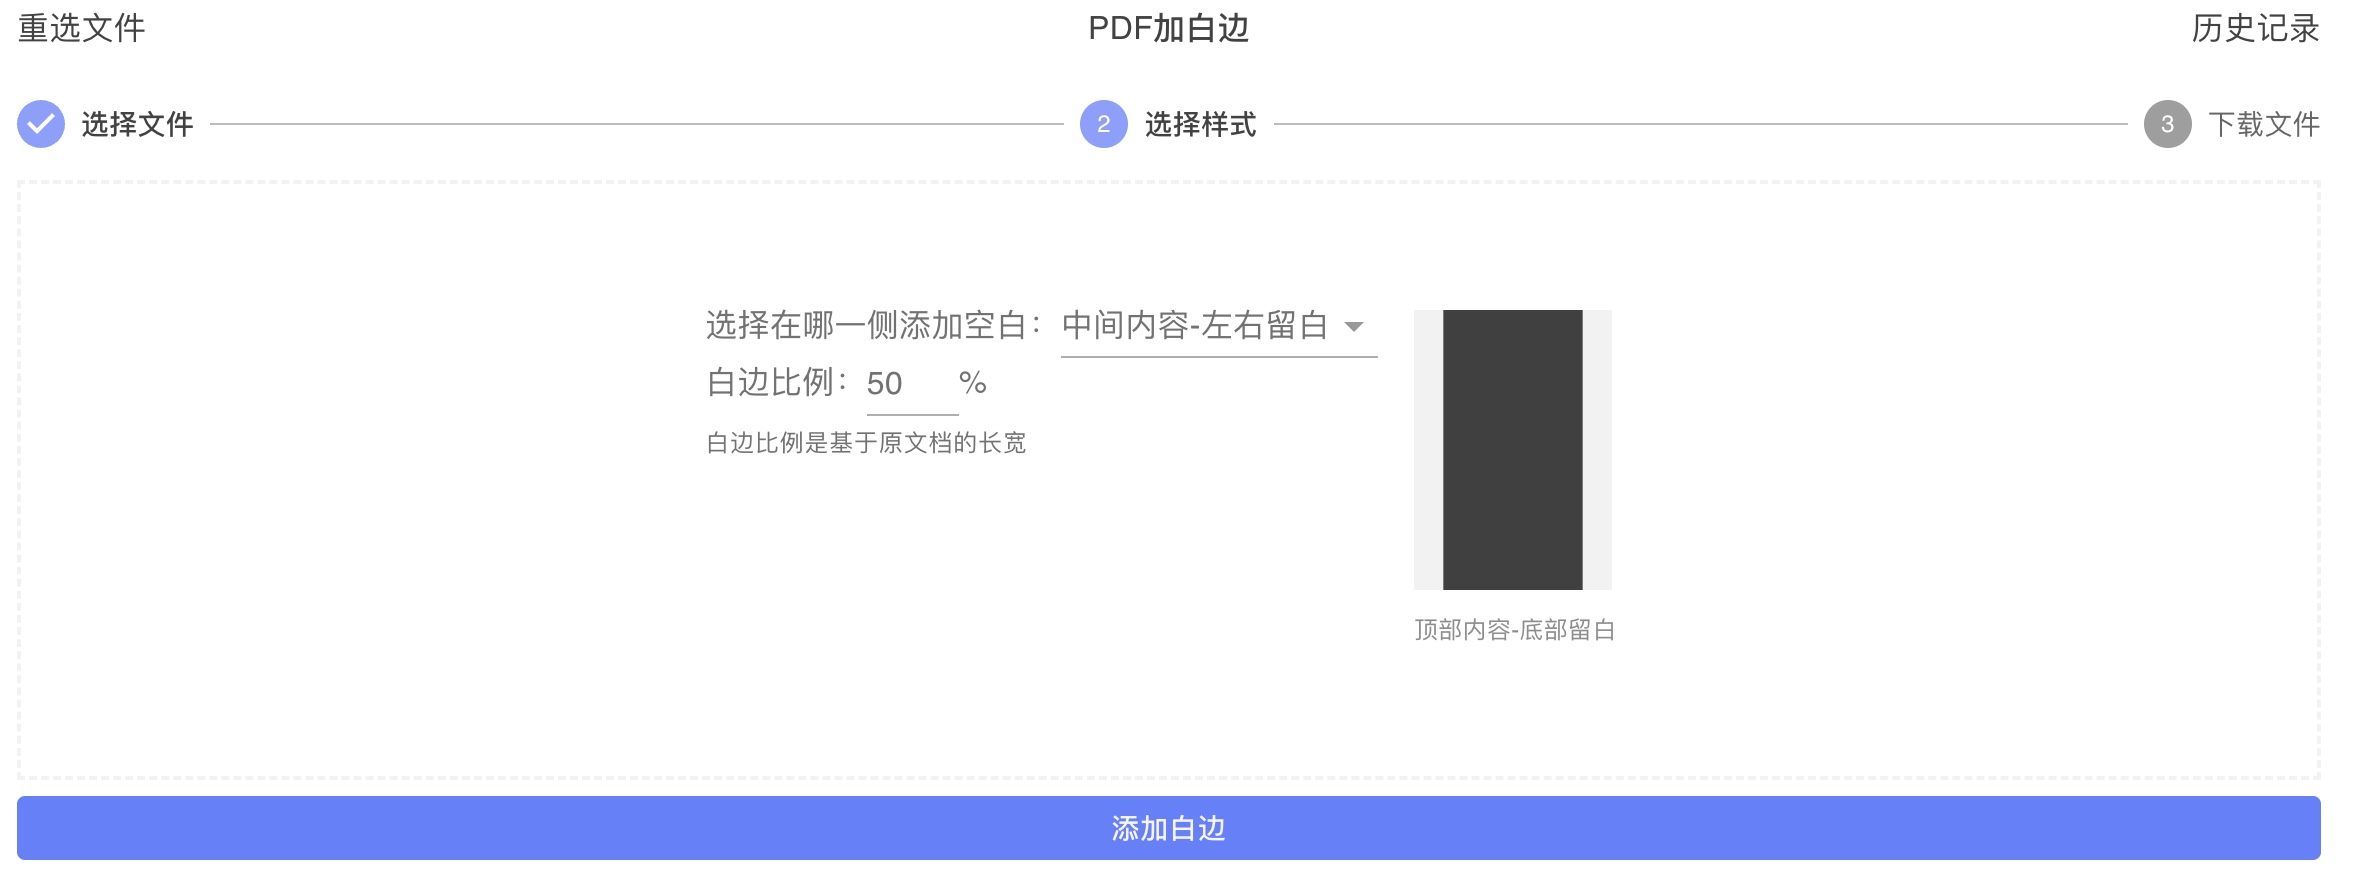 重选文件
PDF加白边
历史记录
选择文件
2 选择样式
3 下载文件
选择在哪一侧添加空白：中间内容-左右留白
白边比例：50 %
白边比例是基于原文档的长宽
顶部内容-底部留白
添加白边